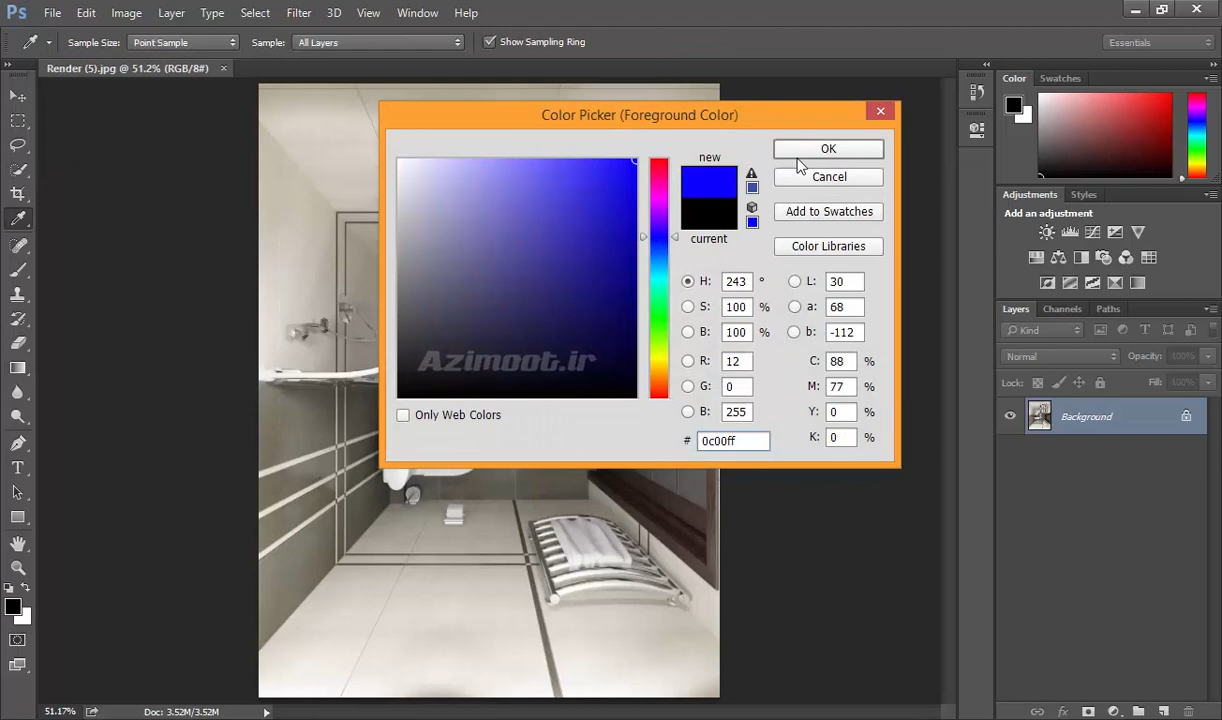 Ps File Edit Image Layer Type Select Filter 3D View Window Help
Sample Size: Point Sample Sample: All Layers Show Sampling Ring Essentials
Render (5).jpg @ 51.2% (RGB/8#) ×
Color Picker (Foreground Color)
new
current
OK
Cancel
Add to Swatches
Color Libraries
H: 243 °
S: 100 %
B: 100 %
R: 12
G: 0
B: 255
# 0c00ff
L: 30
a: 68
b: -112
C: 88 %
M: 77 %
Y: 0 %
K: 0 %
Only Web Colors
Azimoot.ir
Color Swatches
Adjustments Styles
Add an adjustment
Layers Channels Paths
Kind
Normal Opacity: 100%
Lock: Fill: 100%
Background
51.17% Doc: 3.52M/3.52M